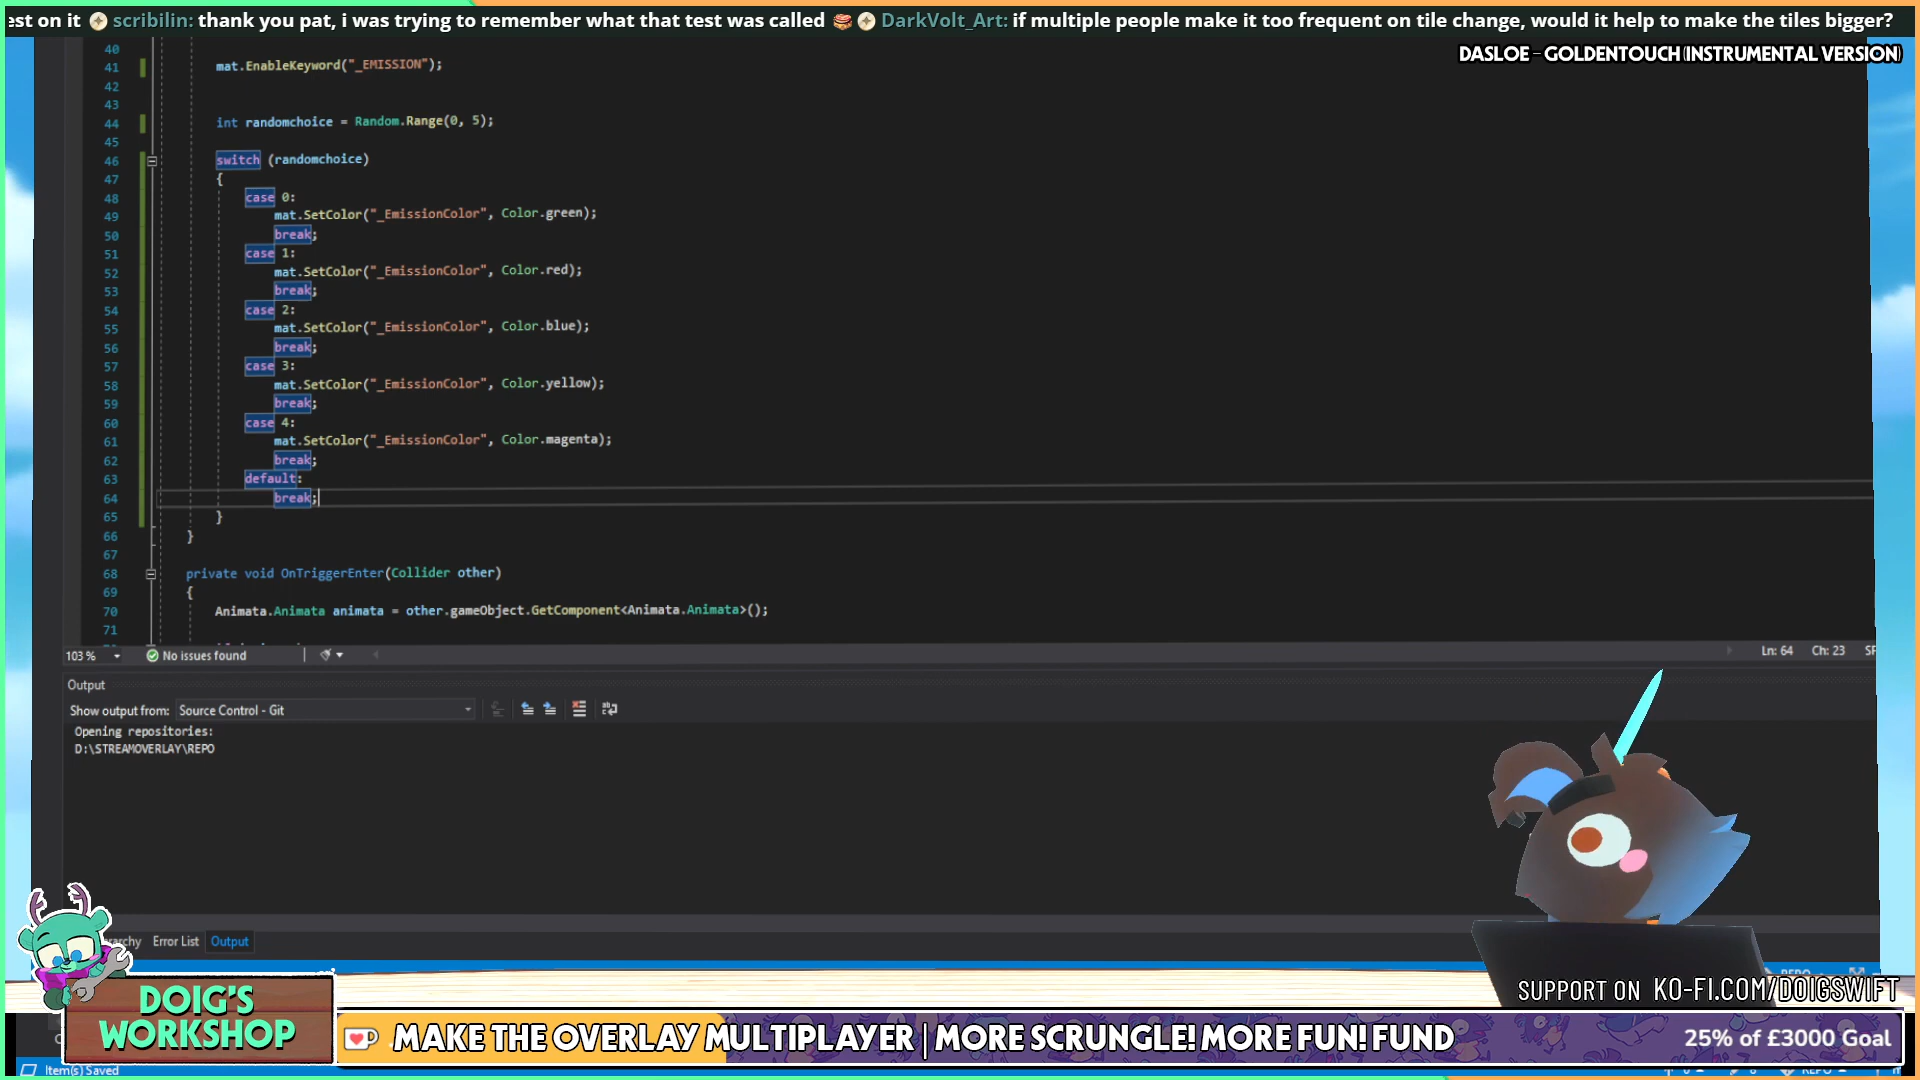 est on it scribilin: thank you pat, i was trying to remember what that test was called DarkVolt_Art: if multiple people make it too frequent on tile change, would it help to make the tiles bigger?
DASLOE - GOLDENTOUCH (INSTRUMENTAL VERSION)
40
41 mat.EnableKeyword("_EMISSION");
42
43
44 int randomchoice = Random.Range(0, 5);
45
46 switch (randomchoice)
47 {
48 case 0:
49 mat.SetColor("_EmissionColor", Color.green);
50 break;
51 case 1:
52 mat.SetColor("_EmissionColor", Color.red);
53 break;
54 case 2:
55 mat.SetColor("_EmissionColor", Color.blue);
56 break;
57 case 3:
58 mat.SetColor("_EmissionColor", Color.yellow);
59 break;
60 case 4:
61 mat.SetColor("_EmissionColor", Color.magenta);
62 break;
63 default:
64 break;
65 }
66 }
67
68 private void OnTriggerEnter(Collider other)
69 {
70 Animata.Animata animata = other.gameObject.GetComponent<Animata.Animata>();
71
103 % No issues found Ln: 64 Ch: 23
Output
Show output from: Source Control - Git
Opening repositories:
D:\STREAMOVERLAY\REPO
Error List Output
DOIG'S
WORKSHOP
SUPPORT ON KO-FI.COM/DOIGSWIFT
MAKE THE OVERLAY MULTIPLAYER | MORE SCRUNGLE! MORE FUN! FUND
25% of £3000 Goal
Item(s) Saved